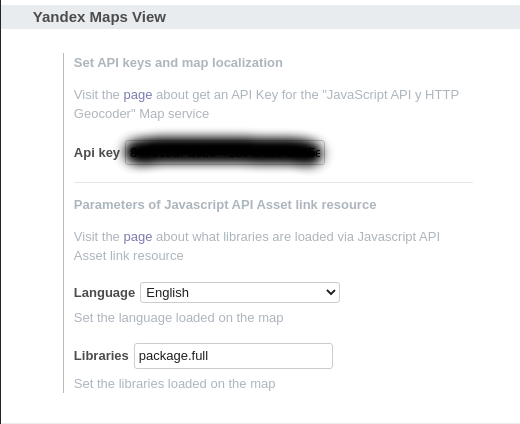 Yandex Maps View
Set API keys and map localization
Visit the page about get an API Key for the "JavaScript API y HTTP
Geocoder" Map service
Api key
Parameters of Javascript API Asset link resource
Visit the page about what libraries are loaded via Javascript API
Asset link resource
Language English
Set the language loaded on the map
Libraries package.full
Set the libraries loaded on the map